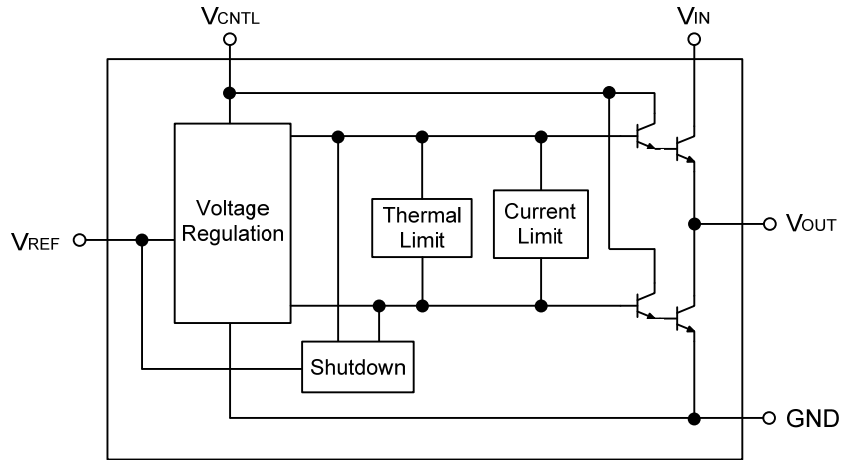 VCNTL
VIN
Voltage
Regulation
Thermal
Limit
Current
Limit
VREF
VOUT
Shutdown
GND